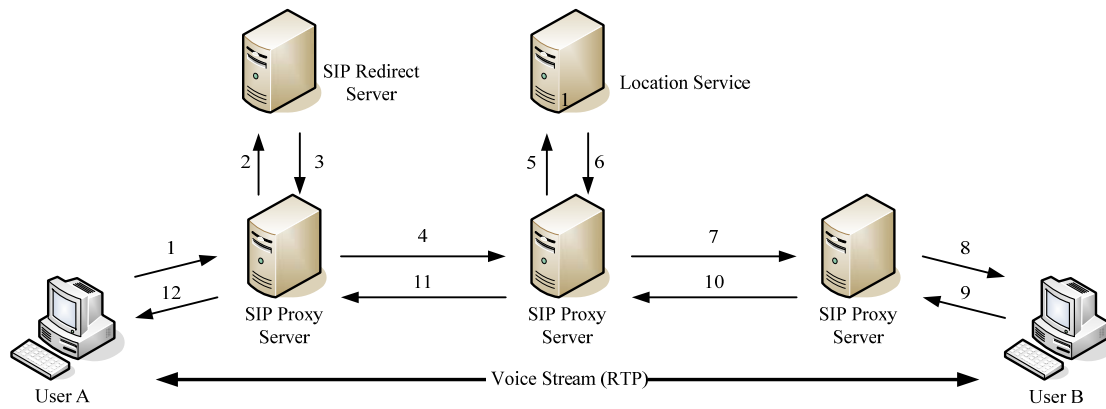 SIP Redirect
Server
1
Location Service
2
3
5
6
1
4
7
8
12
11
10
9
SIP Proxy
Server
SIP Proxy
Server
SIP Proxy
Server
Voice Stream (RTP)
User A
User B